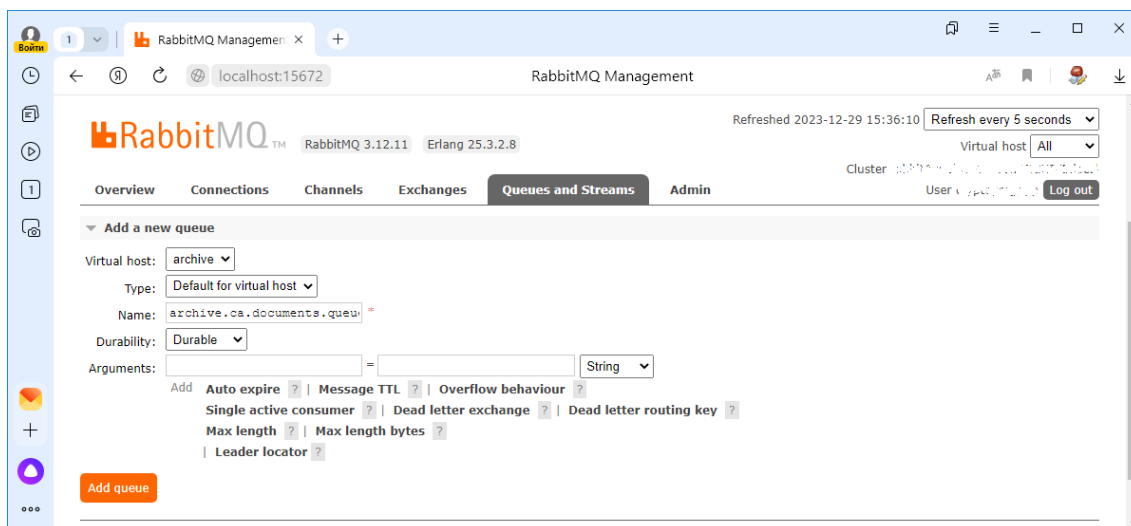 Войти
1
RabbitMQ Managemen
localhost:15672
RabbitMQ Management
1
RabbitMQ TM
RabbitMQ 3.12.11 Erlang 25.3.2.8
Refreshed 2023-12-29 15:36:10 Refresh every 5 seconds
Virtual host All
Cluster
Overview Connections Channels Exchanges Queues and Streams Admin
User Log out
Add a new queue
Virtual host: archive
Type: Default for virtual host
Name: archive.ca.documents.queu *
Durability: Durable
Arguments: = String
Add Auto expire ? | Message TTL ? | Overflow behaviour ?
Single active consumer ? | Dead letter exchange ? | Dead letter routing key ?
Max length ? | Max length bytes ?
| Leader locator ?
Add queue